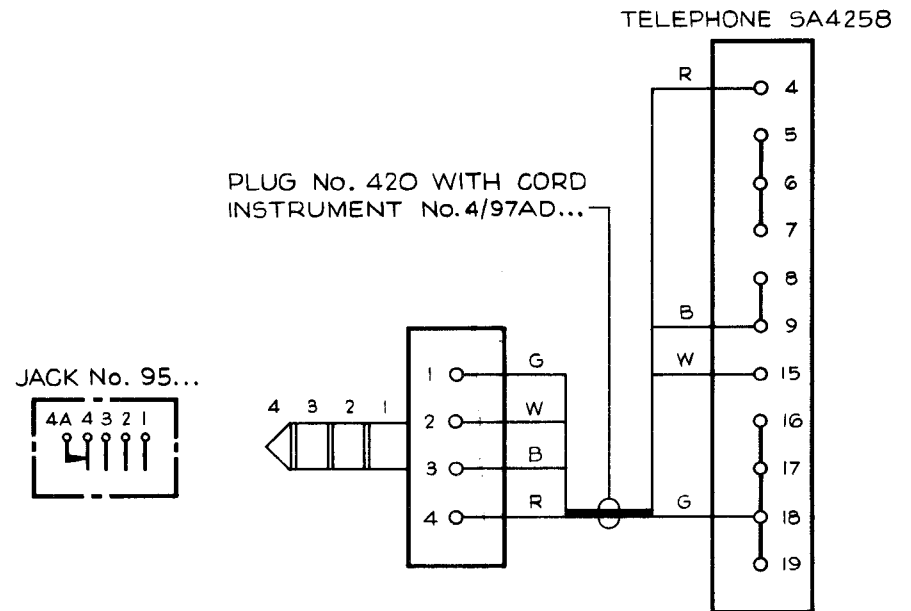 TELEPHONE SA4258
R 4
5
PLUG No. 420 WITH CORD
6
INSTRUMENT No. 4/97AD...
7
8
B 9
JACK No. 95...
4 3 2 1
1 G
W 15
4A 4 3 2 1
2 W
16
3 B
17
4 R
G 18
19